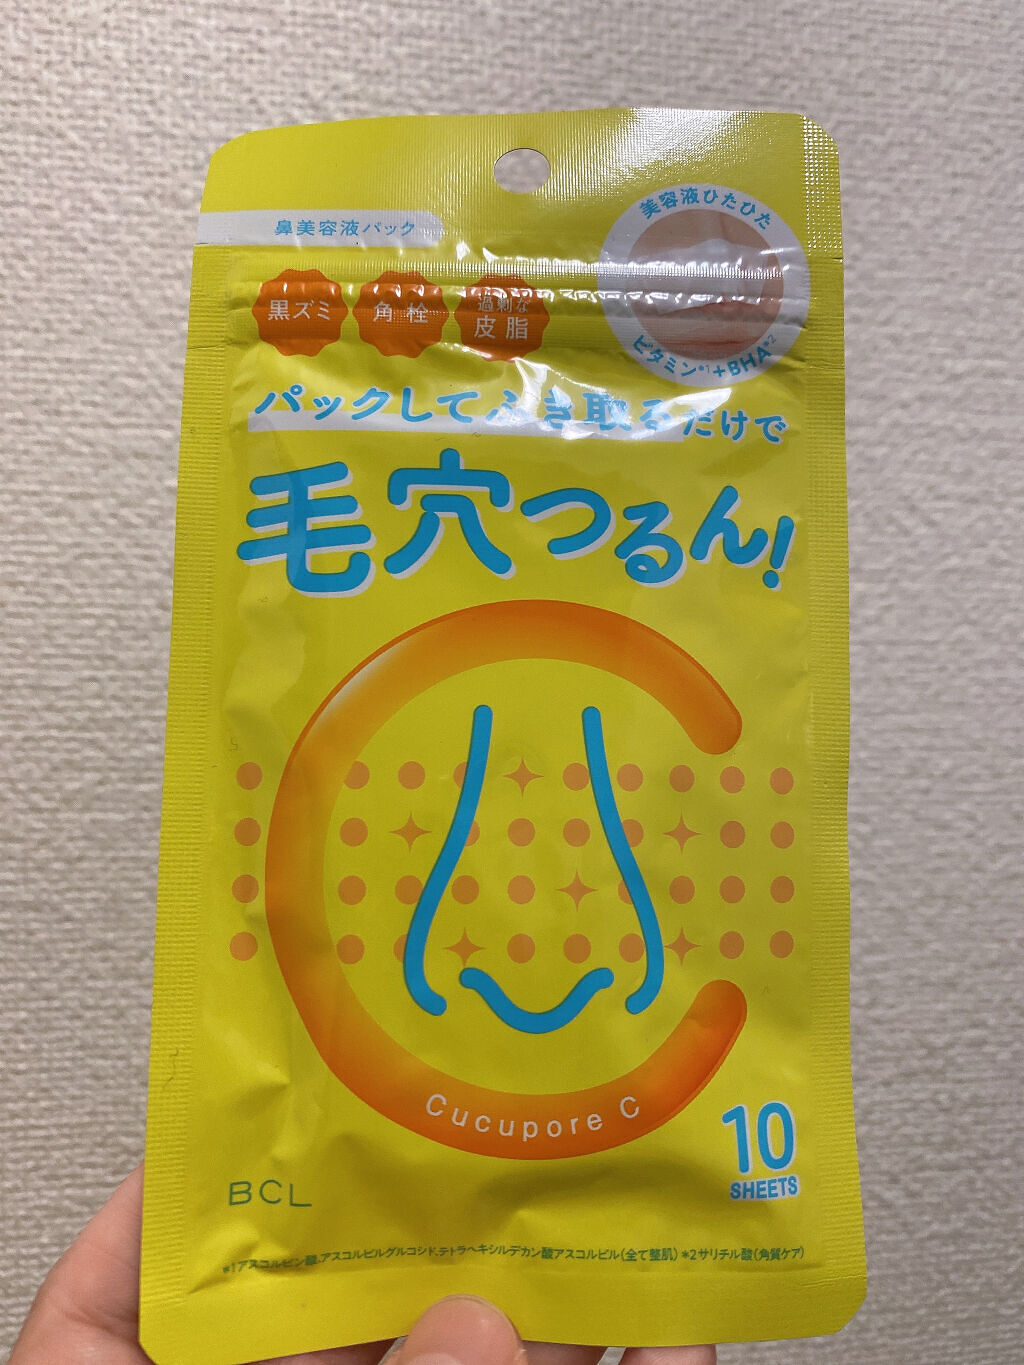 鼻美容液パック
美容液ひたひた
ビタミン*1+BHA*2
黒ズミ
角栓
過剰な
皮脂
パックしてふき取るだけで
毛穴つるん!
Cucupore C
10
SHEETS
BCL
*1アスコルビン酸、アスコルビルグルコシド、テトラヘキシルデカン酸アスコルビル(全て整肌) *2サリチル酸(角質ケア)